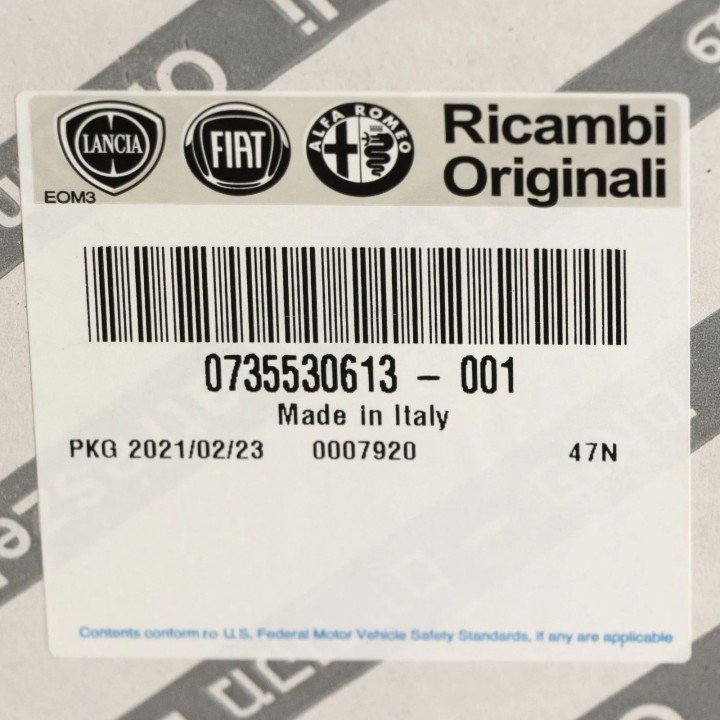 LANCIA FIAT ALFA ROMEO Ricambi
Originali
EOM3
0735530613 - 001
Made in Italy
PKG 2021/02/23 0007920 47N
Contents conform ro U.S. Federal Motor Vehicle Safety Standards, if any are applicable